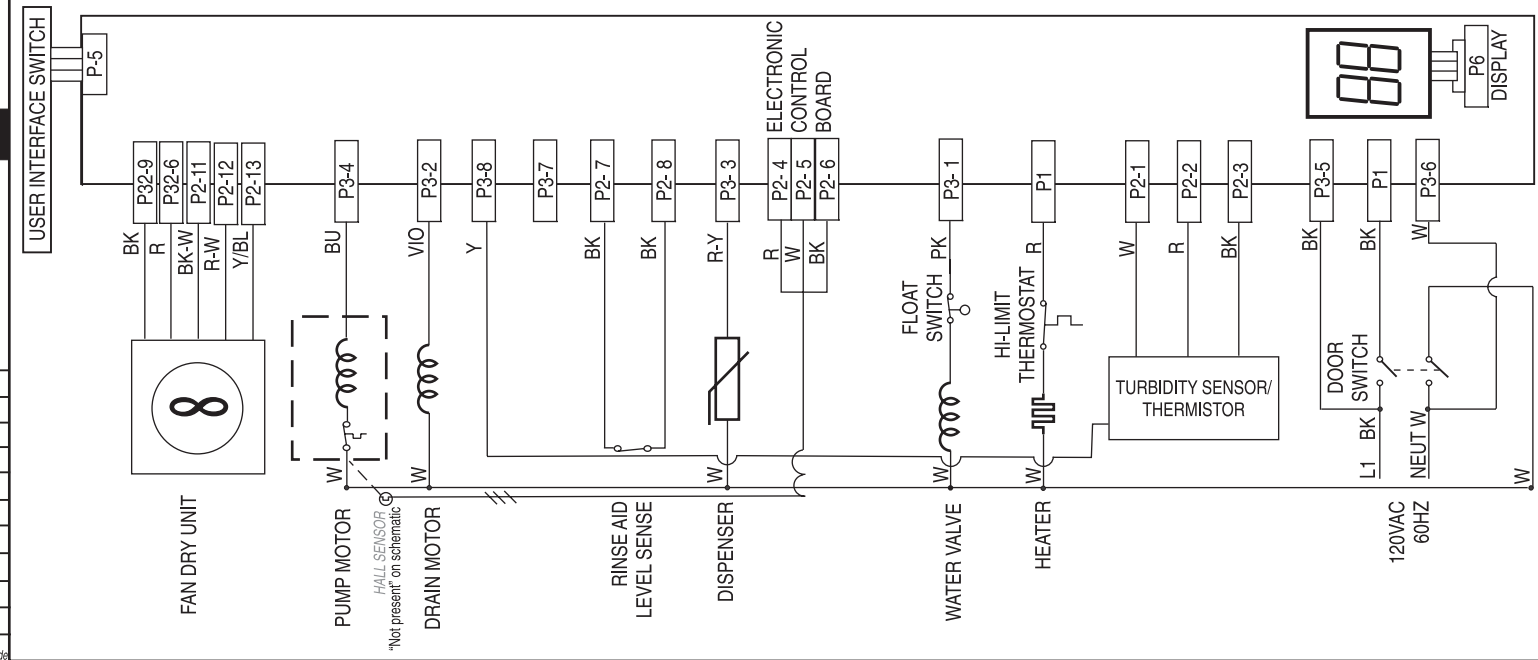 USER INTERFACE SWITCH
P-5
P32-9
P32-6
P2-11
P2-12
P2-13
BK
R
BK-W
R-W
Y/BL
FAN DRY UNIT
P3-4
BU
W
PUMP MOTOR
HALL SENSOR
"Not present" on schematic
P3-2
VIO
W
DRAIN MOTOR
P3-8
Y
P3-7
P2- 7
BK
P2- 8
BK
RINSE AID
LEVEL SENSE
P3- 3
R-Y
W
DISPENSER
ELECTRONIC
CONTROL
BOARD
P2- 4
P2- 5
P2- 6
R
W
BK
P3- 1
PK
FLOAT
SWITCH
W
WATER VALVE
P1
R
HI-LIMIT
THERMOSTAT
W
HEATER
P2-1
P2-2
P2-3
W
R
BK
TURBIDITY SENSOR/
THERMISTOR
P3-5
P1
P3-6
BK
BK
W
DOOR
SWITCH
L1
BK
NEUT W
W
120VAC
60HZ
P6
DISPLAY